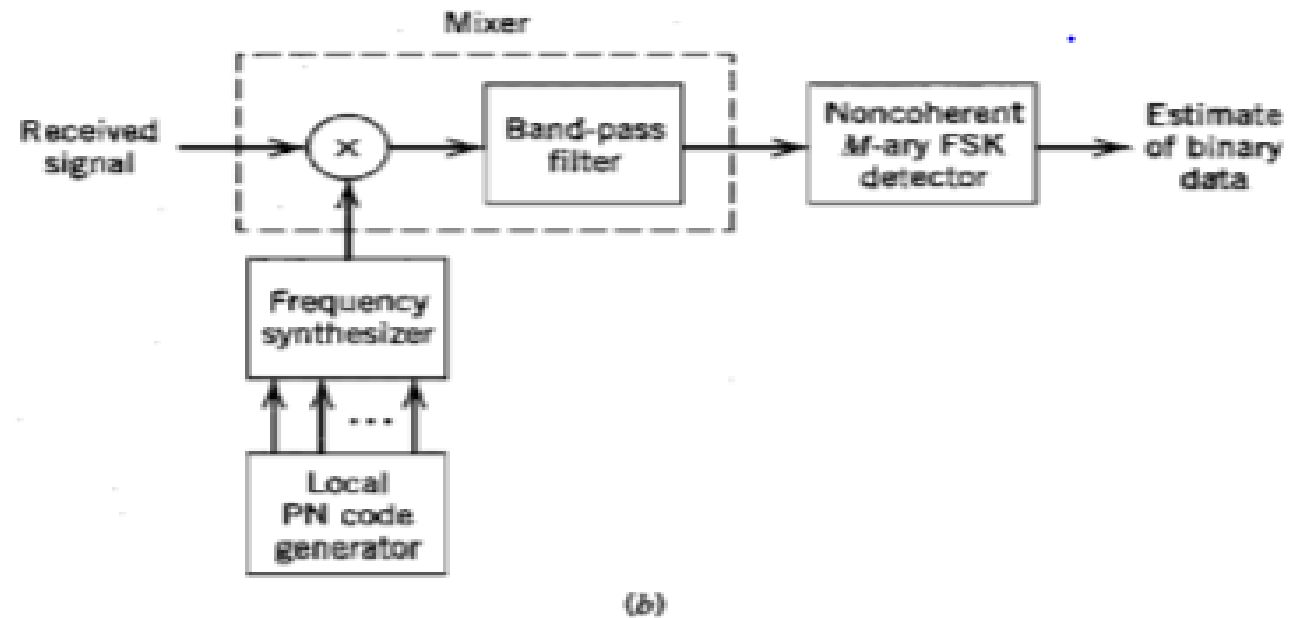 Mixer
Received
signal
×
Band-pass
filter
Noncoherent
M-ary FSK
detector
Estimate
of binary
data
Frequency
synthesizer
...
Local
PN code
generator
(b)